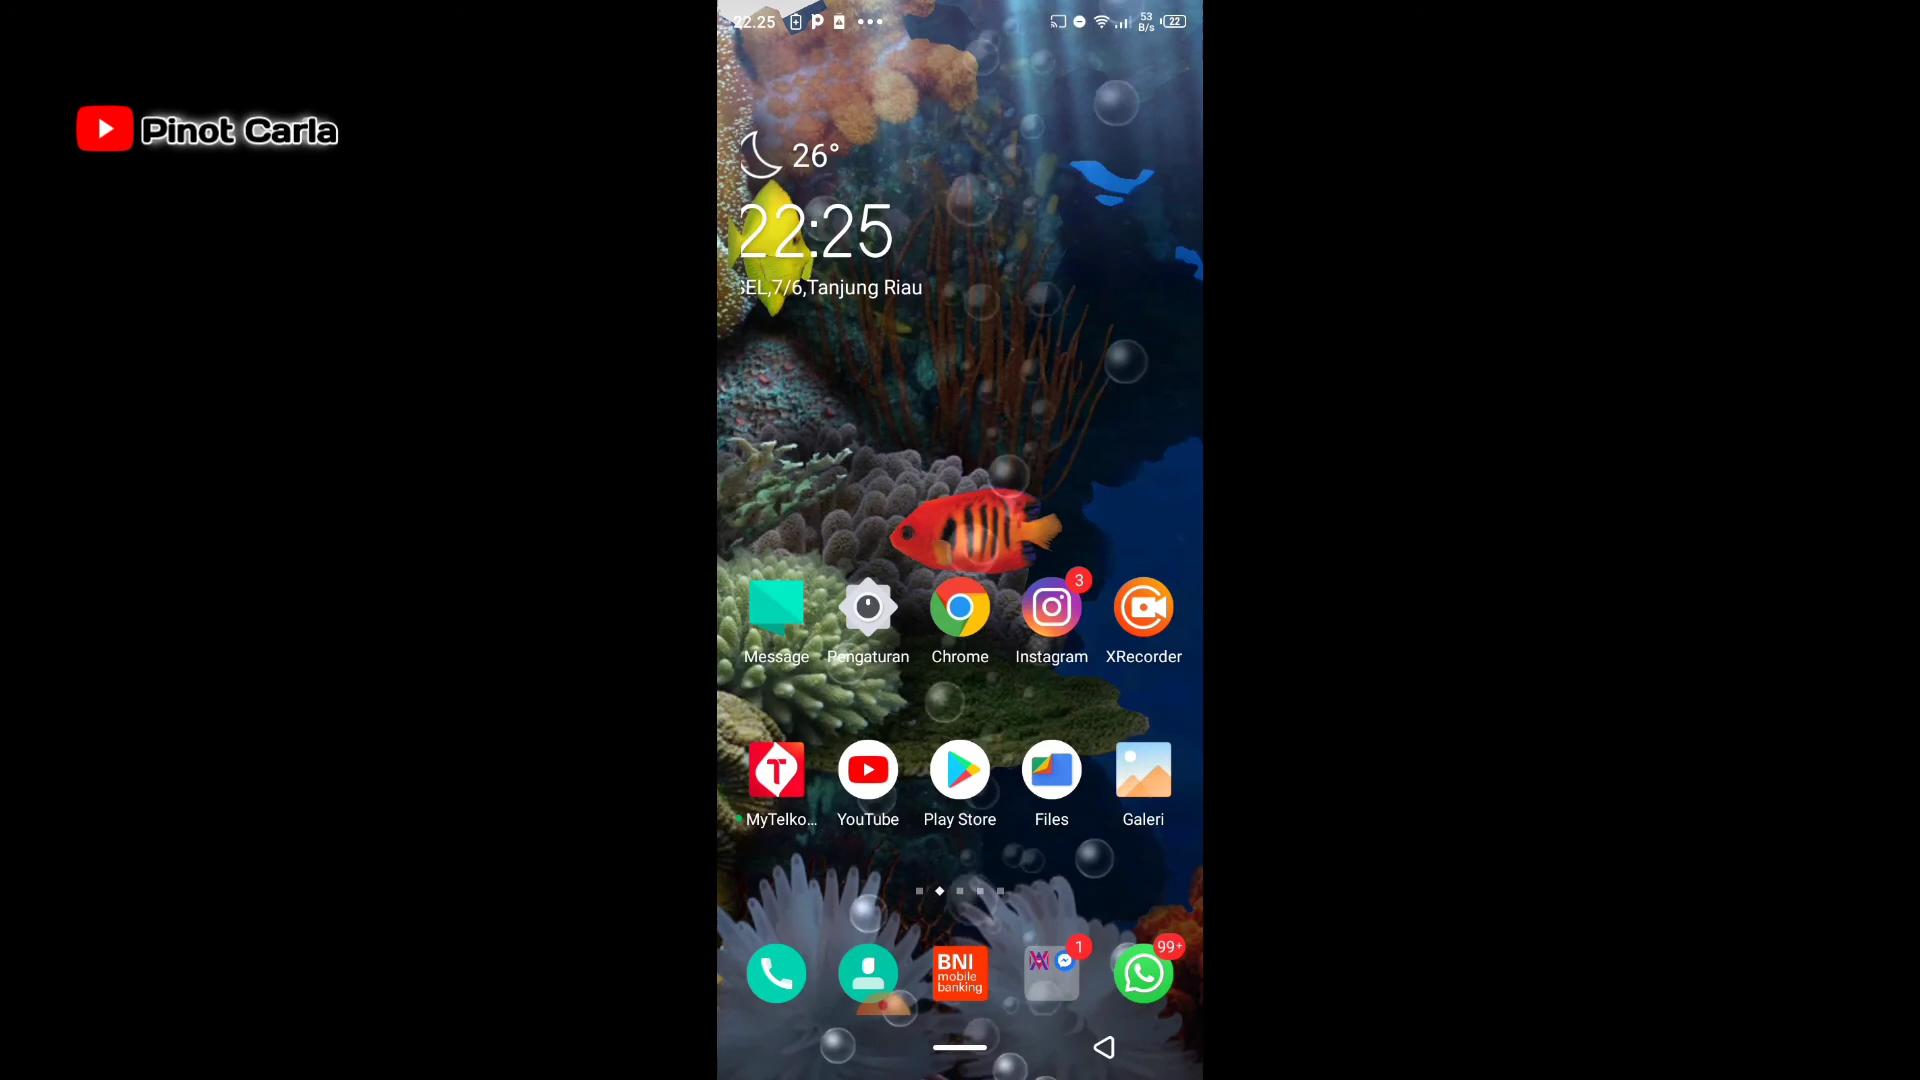 22.25
53
B/s
22
Pinot Carla
26°
22:25
SEL,7/6,Tanjung Riau
3
Message
Pengaturan
Chrome
Instagram
XRecorder
MyTelko...
YouTube
Play Store
Files
Galeri
1
99+
BNI
mobile
banking